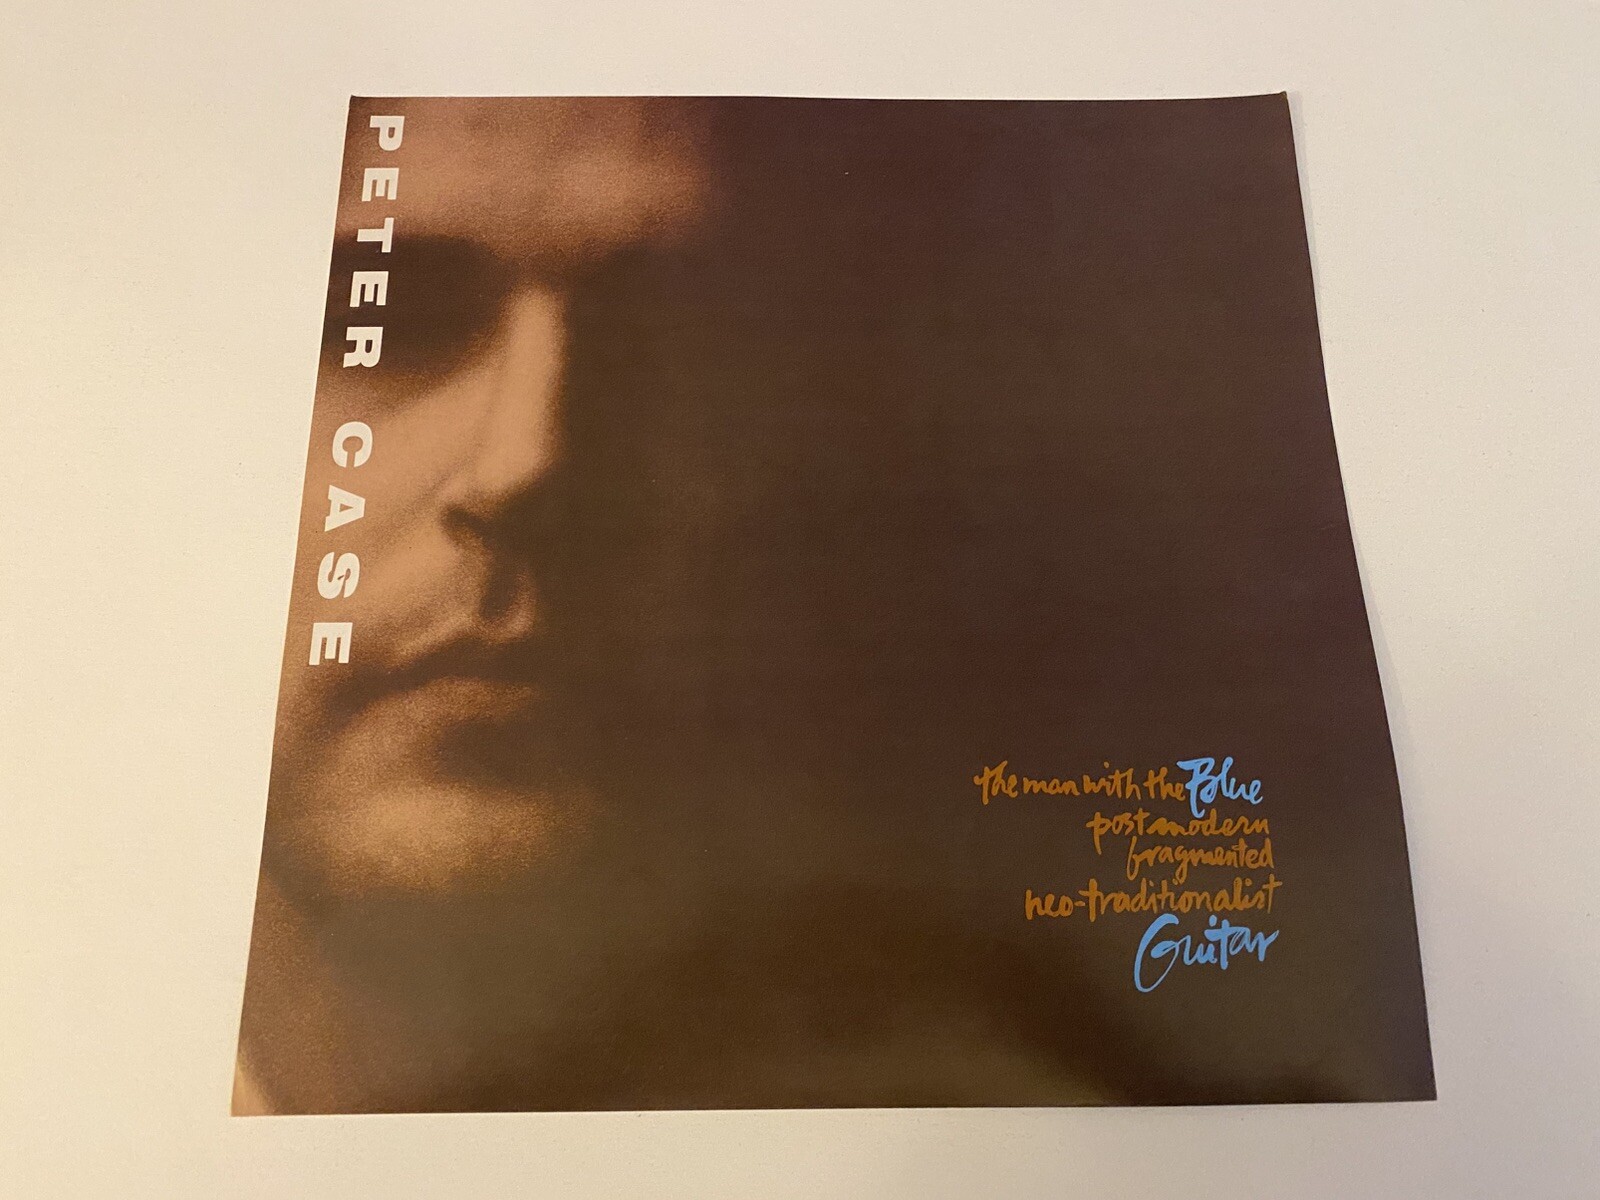 PETER CASE
the man with the Blue
post modern
fragmented
neo-traditionalist
Guitar